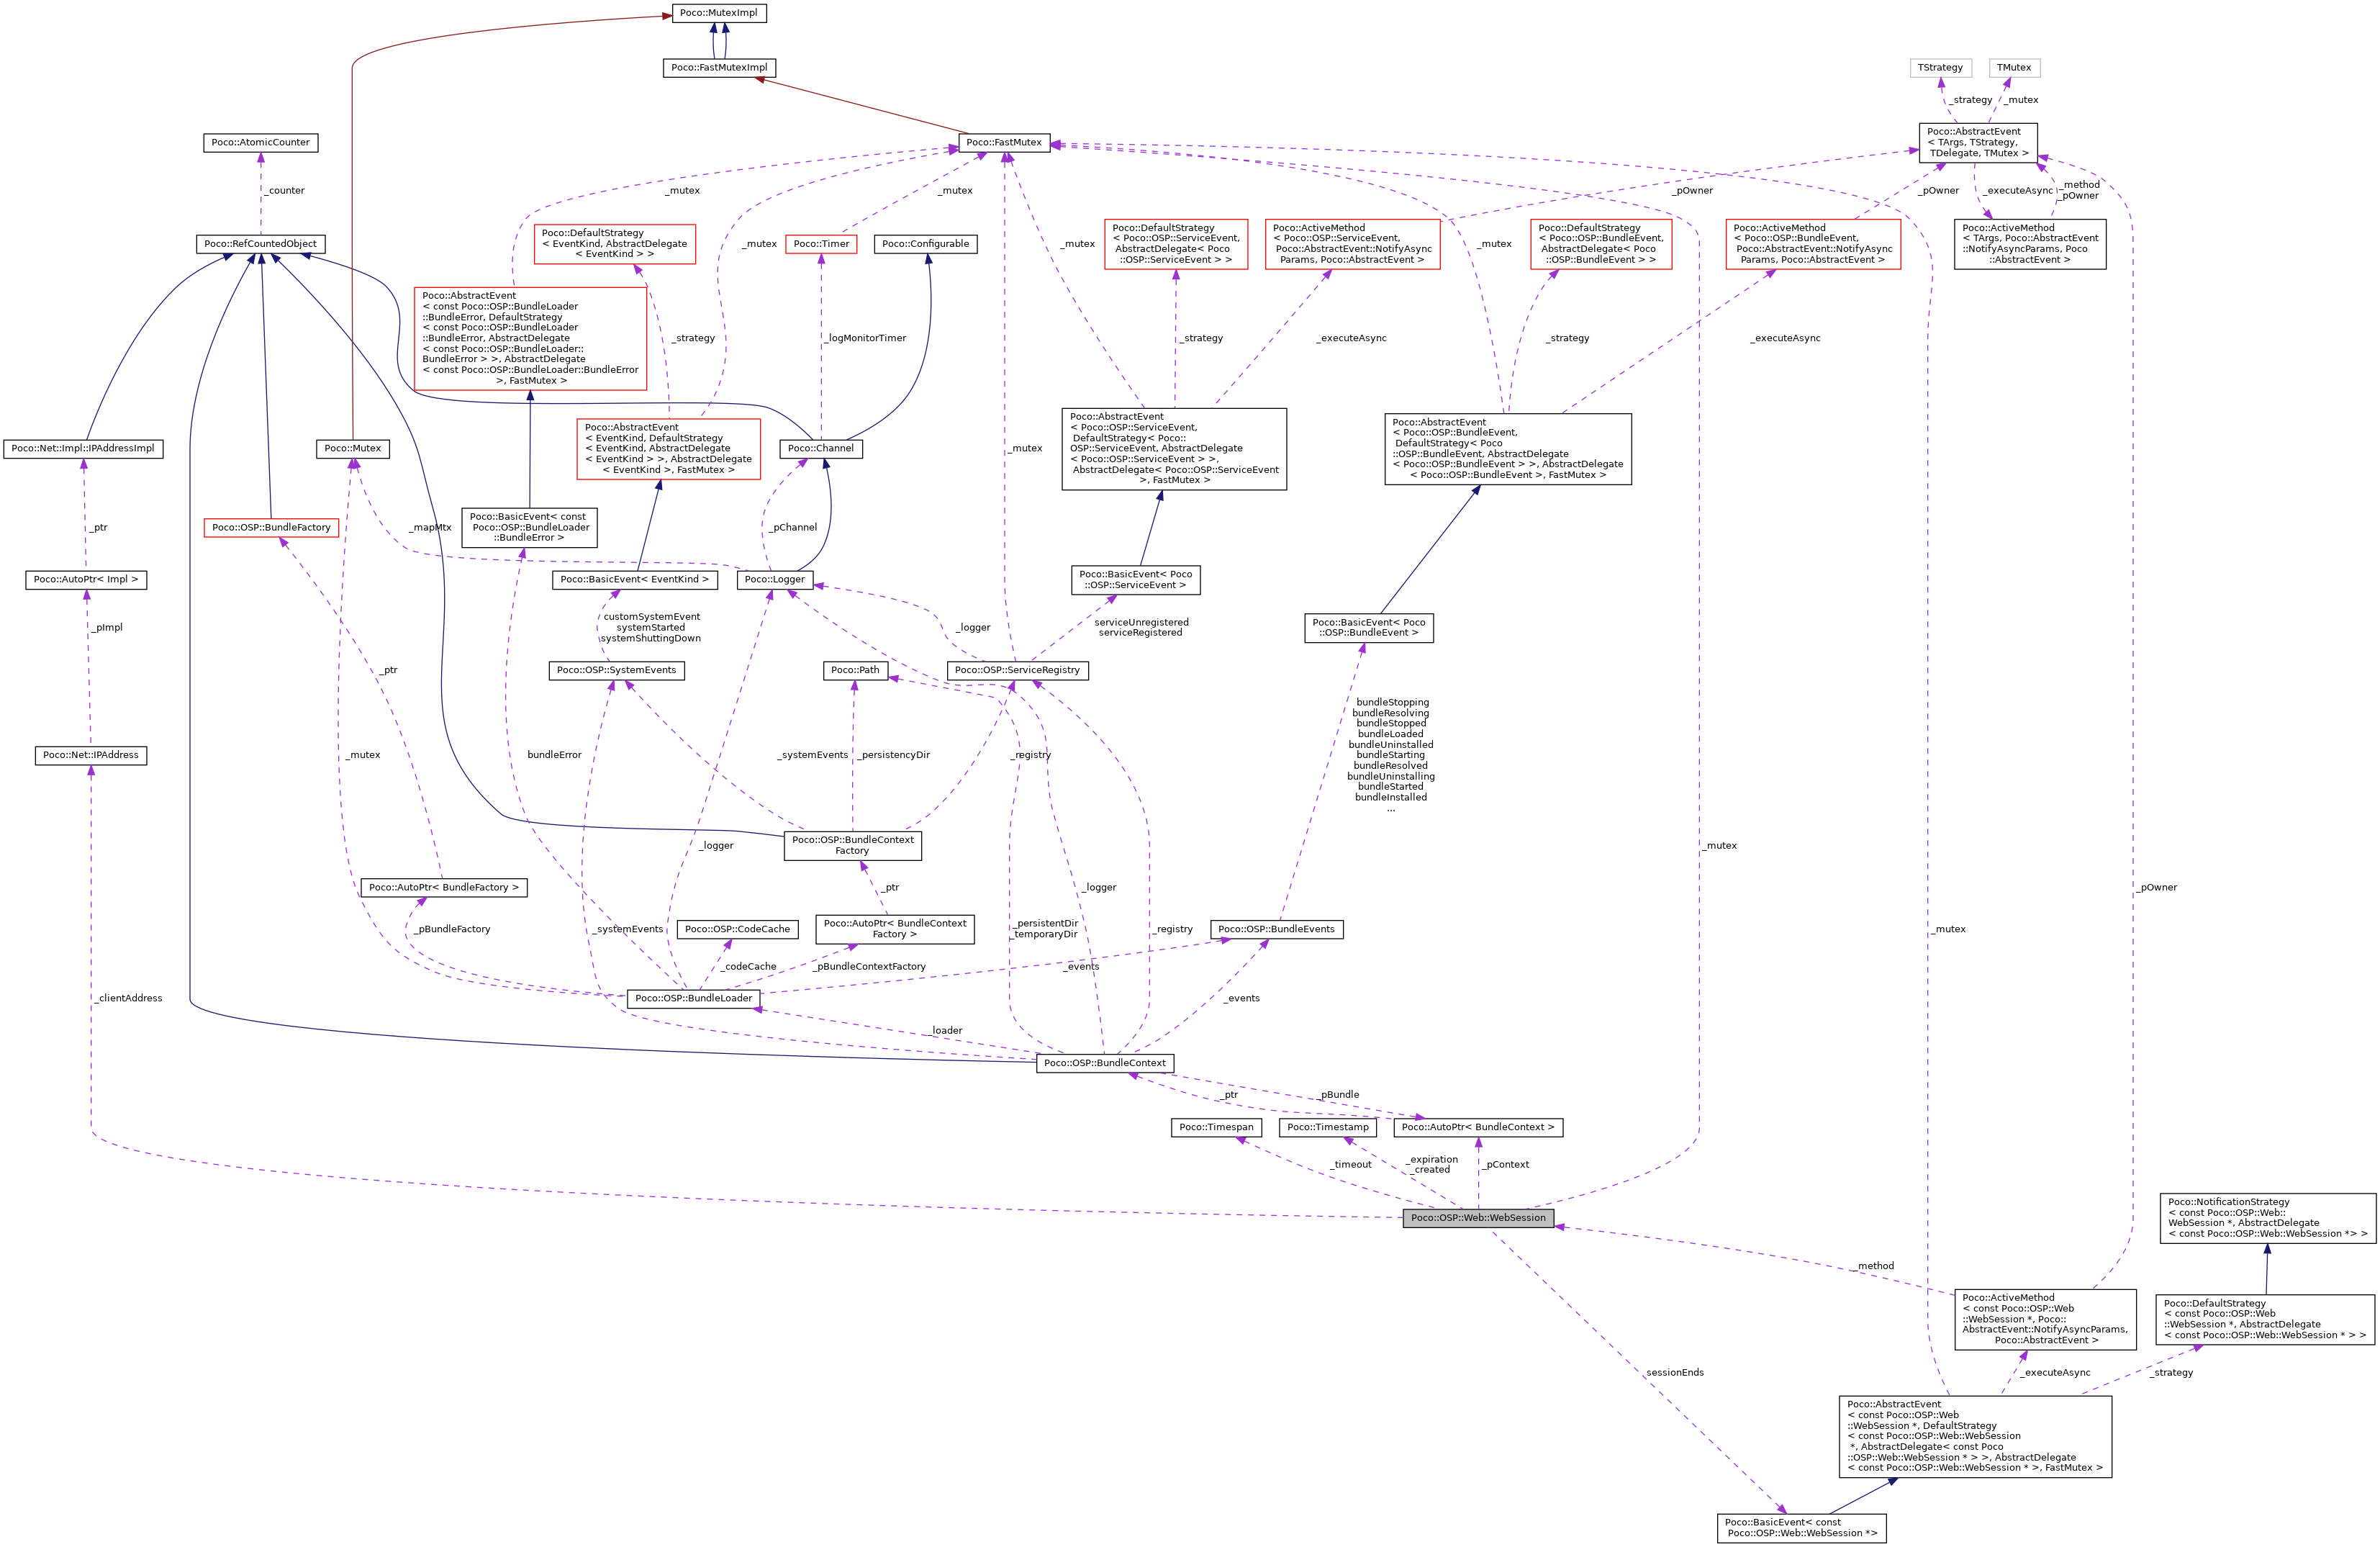 Poco::MutexImpl
Poco::FastMutexImpl
TStrategy
TMutex
_strategy
_mutex
Poco::AtomicCounter
Poco::FastMutex
Poco::AbstractEvent
< TArgs, TStrategy,
TDelegate, TMutex >
_counter
_mutex
_mutex
_pOwner
_pOwner
_executeAsync
_method
_pOwner
Poco::RefCountedObject
Poco::DefaultStrategy
< EventKind, AbstractDelegate
< EventKind > >
_mutex
Poco::Timer
Poco::Configurable
_mutex
Poco::DefaultStrategy
< Poco::OSP::ServiceEvent,
AbstractDelegate< Poco
::OSP::ServiceEvent > >
Poco::ActiveMethod
< Poco::OSP::ServiceEvent,
Poco::AbstractEvent::NotifyAsync
Params, Poco::AbstractEvent >
_mutex
Poco::DefaultStrategy
< Poco::OSP::BundleEvent,
AbstractDelegate< Poco
::OSP::BundleEvent > >
Poco::ActiveMethod
< Poco::OSP::BundleEvent,
Poco::AbstractEvent::NotifyAsync
Params, Poco::AbstractEvent >
Poco::ActiveMethod
< TArgs, Poco::AbstractEvent
::NotifyAsyncParams, Poco
::AbstractEvent >
Poco::AbstractEvent
< const Poco::OSP::BundleLoader
::BundleError, DefaultStrategy
< const Poco::OSP::BundleLoader
::BundleError, AbstractDelegate
< const Poco::OSP::BundleLoader::
BundleError > >, AbstractDelegate
< const Poco::OSP::BundleLoader::BundleError
>, FastMutex >
_strategy
_logMonitorTimer
_strategy
_executeAsync
_strategy
_executeAsync
Poco::Net::Impl::IPAddressImpl
Poco::Mutex
Poco::AbstractEvent
< EventKind, DefaultStrategy
< EventKind, AbstractDelegate
< EventKind > >, AbstractDelegate
< EventKind >, FastMutex >
Poco::Channel
_mutex
Poco::AbstractEvent
< Poco::OSP::ServiceEvent,
DefaultStrategy< Poco::
OSP::ServiceEvent, AbstractDelegate
< Poco::OSP::ServiceEvent > >,
AbstractDelegate< Poco::OSP::ServiceEvent
>, FastMutex >
Poco::AbstractEvent
< Poco::OSP::BundleEvent,
DefaultStrategy< Poco
::OSP::BundleEvent, AbstractDelegate
< Poco::OSP::BundleEvent > >, AbstractDelegate
< Poco::OSP::BundleEvent >, FastMutex >
_ptr
Poco::OSP::BundleFactory
_mapMtx
Poco::BasicEvent< const
Poco::OSP::BundleLoader
::BundleError >
_pChannel
Poco::AutoPtr< Impl >
Poco::BasicEvent< EventKind >
Poco::Logger
Poco::BasicEvent< Poco
::OSP::ServiceEvent >
_pImpl
customSystemEvent
systemStarted
systemShuttingDown
_logger
serviceUnregistered
serviceRegistered
Poco::BasicEvent< Poco
::OSP::BundleEvent >
_ptr
Poco::OSP::SystemEvents
Poco::Path
Poco::OSP::ServiceRegistry
Poco::Net::IPAddress
_mutex
bundleError
_systemEvents
_persistencyDir
_registry
bundleStopping
bundleResolving
bundleStopped
bundleLoaded
bundleUninstalled
bundleStarting
bundleResolved
bundleUninstalling
bundleStarted
bundleInstalled
...
_logger
Poco::OSP::BundleContext
Factory
_mutex
Poco::AutoPtr< BundleFactory >
_ptr
_logger
_pOwner
_pBundleFactory
_systemEvents
Poco::OSP::CodeCache
Poco::AutoPtr< BundleContext
Factory >
_persistentDir
_temporaryDir
_registry
Poco::OSP::BundleEvents
_mutex
_codeCache
_pBundleContextFactory
_events
_clientAddress
Poco::OSP::BundleLoader
_events
_loader
Poco::OSP::BundleContext
_ptr
_pBundle
Poco::Timespan
Poco::Timestamp
Poco::AutoPtr< BundleContext >
_timeout
_expiration
_created
_pContext
Poco::OSP::Web::WebSession
Poco::NotificationStrategy
< const Poco::OSP::Web::
WebSession *, AbstractDelegate
< const Poco::OSP::Web::WebSession *> >
_method
Poco::ActiveMethod
< const Poco::OSP::Web
::WebSession *, Poco::
AbstractEvent::NotifyAsyncParams,
Poco::AbstractEvent >
Poco::DefaultStrategy
< const Poco::OSP::Web
::WebSession *, AbstractDelegate
< const Poco::OSP::Web::WebSession * > >
sessionEnds
_executeAsync
_strategy
Poco::AbstractEvent
< const Poco::OSP::Web
::WebSession *, DefaultStrategy
< const Poco::OSP::Web::WebSession
*, AbstractDelegate< const Poco
::OSP::Web::WebSession * > >, AbstractDelegate
< const Poco::OSP::Web::WebSession * >, FastMutex >
Poco::BasicEvent< const
Poco::OSP::Web::WebSession *>